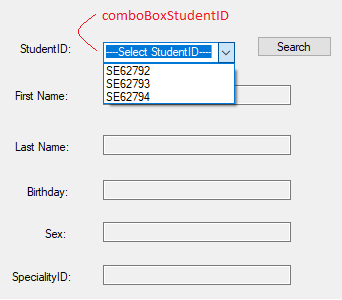 comboBoxStudentID
StudentID:
----Select StudentID----
Search
SE62792
SE62793
SE62794
First Name:
Last Name:
Birthday:
Sex:
SpecialityID: